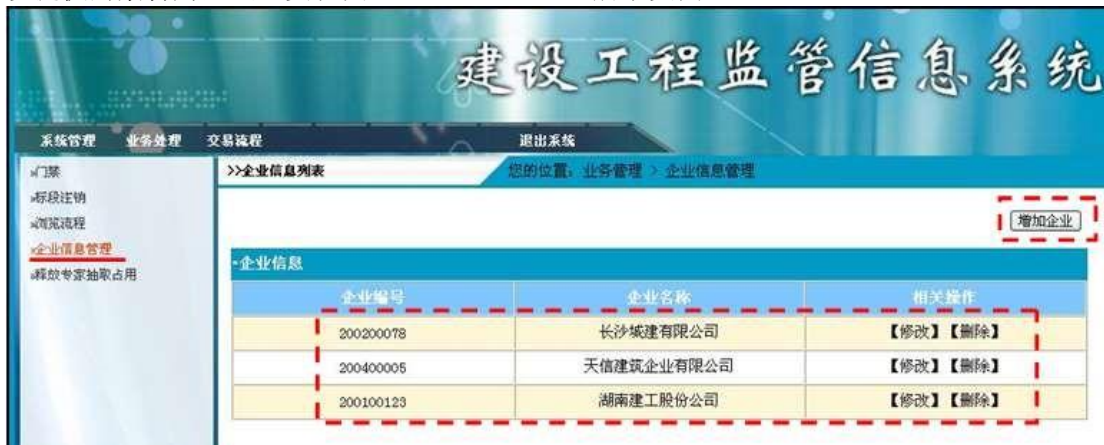 建设工程监管信息系统
系统管理 业务处理 交易流程 退出系统
»门禁
»标段注销
»浏览流程
»企业信息管理
»释放专家抽取占用
>>企业信息列表
您的位置：业务管理 > 企业信息管理
增加企业
企业信息
企业编号 企业名称 相关操作
200200078 长沙城建有限公司 【修改】【删除】
200400005 天信建筑企业有限公司 【修改】【删除】
200100123 湖南建工股份公司 【修改】【删除】